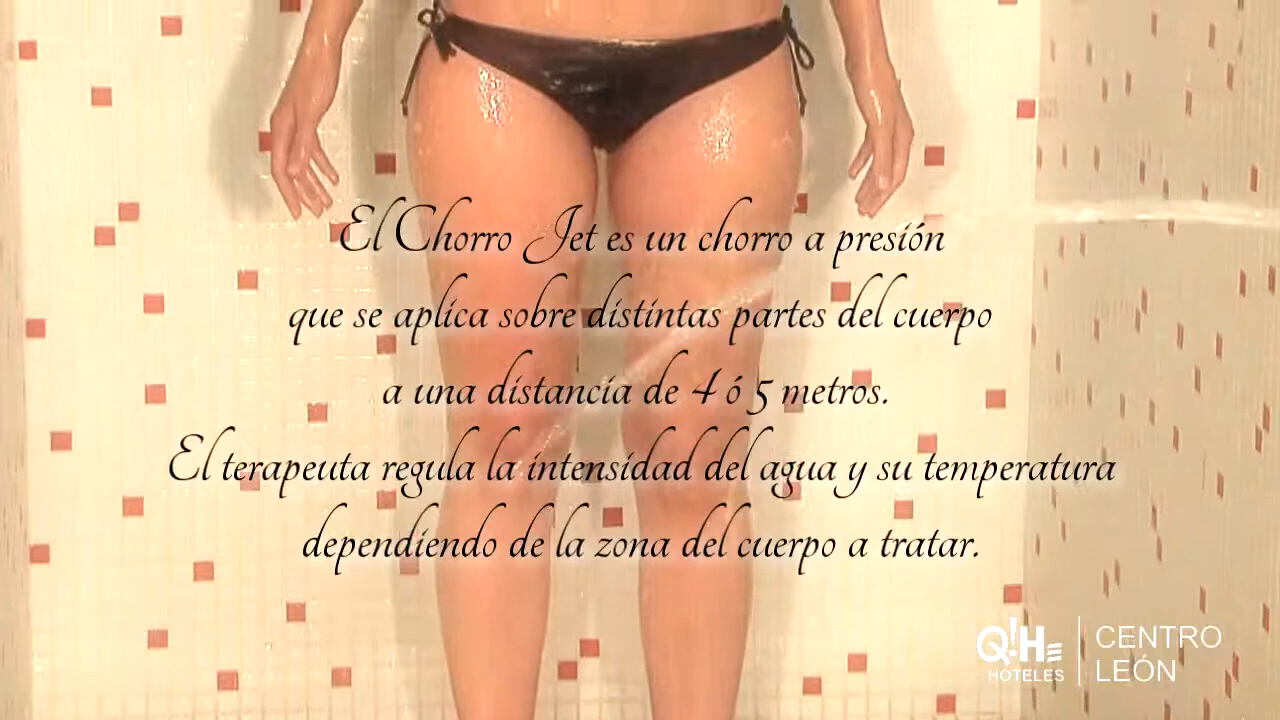 El Chorro Jet es un chorro a presión
que se aplica sobre distintas partes del cuerpo
a una distancia de 4 ó 5 metros.
El terapeuta regula la intensidad del agua y su temperatura
dependiendo de la zona del cuerpo a tratar.
Q!H
HOTELES
CENTRO
LEÓN